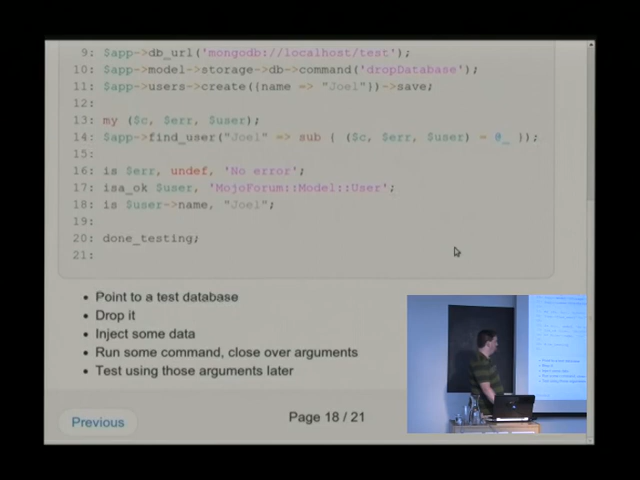 9: $app->db_url('mongodb://localhost/test');
10: $app->model->storage->db->command('dropDatabase');
11: $app->users->create({name => "Joel"})->save;
12:
13: my ($c, $err, $user);
14: $app->find_user("Joel" => sub { ($c, $err, $user) = @_ });
15:
16: is $err, undef, 'No error';
17: isa_ok $user, 'MojoForum::Model::User';
18: is $user->name, "Joel";
19:
20: done_testing;
21:
• Point to a test database
• Drop it
• Inject some data
• Run some command, close over arguments
• Test using those arguments later
Previous
Page 18 / 21